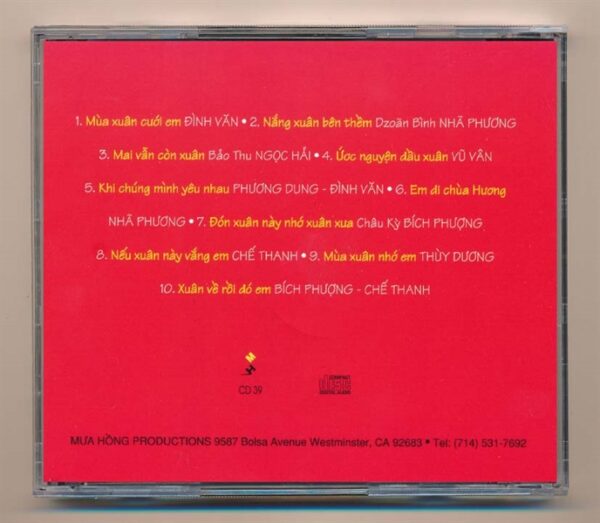 1. Mùa xuân cưới em ĐÌNH VĂN • 2. Nắng xuân bên thềm Dzoãn Bình NHÃ PHƯƠNG
3. Mai vẫn còn xuân Bảo Thu NGỌC HẢI • 4. Ước nguyện đầu xuân VŨ VÂN
5. Khi chúng mình yêu nhau PHƯƠNG DUNG - ĐÌNH VĂN • 6. Em đi chùa Hương
NHÃ PHƯƠNG • 7. Đón xuân này nhớ xuân xưa Châu Kỳ BÍCH PHƯỢNG
8. Nếu xuân này vắng em CHẾ THANH • 9. Mùa xuân nhớ em THÙY DƯƠNG
10. Xuân về rồi đó em BÍCH PHƯỢNG - CHẾ THANH
M
H
CD 39
COMPACT
disc
DIGITAL AUDIO
MƯA HỒNG PRODUCTIONS 9587 Bolsa Avenue Westminster, CA 92683 • Tel: (714) 531-7692